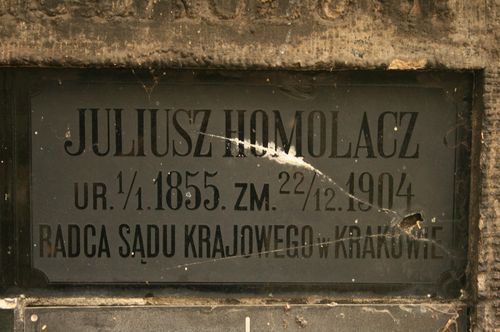 JULIUSZ HOMOLACZ
UR. 1/1. 1855. ZM. 22/12. 1904
RADCA SĄDU KRAJOWEGO W KRAKOWIE